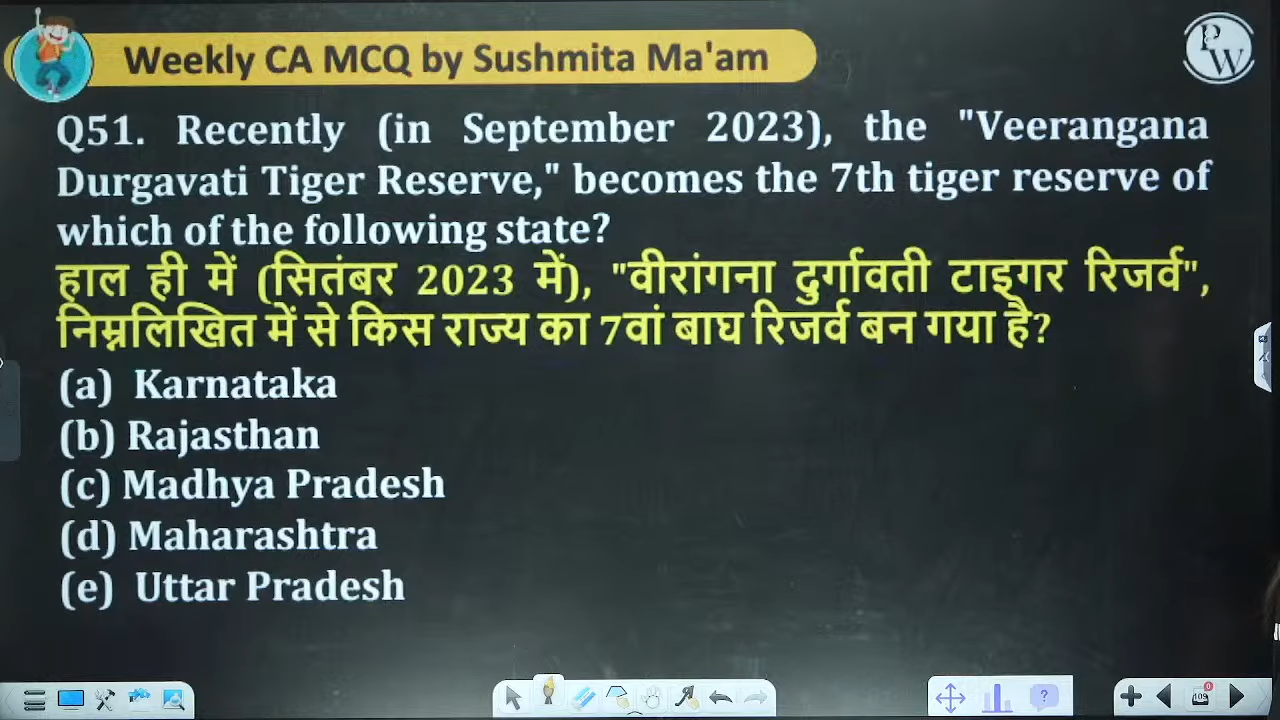 Weekly CA MCQ by Sushmita Ma'am
PW
Q51. Recently (in September 2023), the "Veerangana
Durgavati Tiger Reserve," becomes the 7th tiger reserve of
which of the following state?
हाल ही में (सितंबर 2023 में), "वीरांगना दुर्गावती टाइगर रिजर्व",
निम्नलिखित में से किस राज्य का 7वां बाघ रिजर्व बन गया है?
(a) Karnataka
(b) Rajasthan
(c) Madhya Pradesh
(d) Maharashtra
(e) Uttar Pradesh